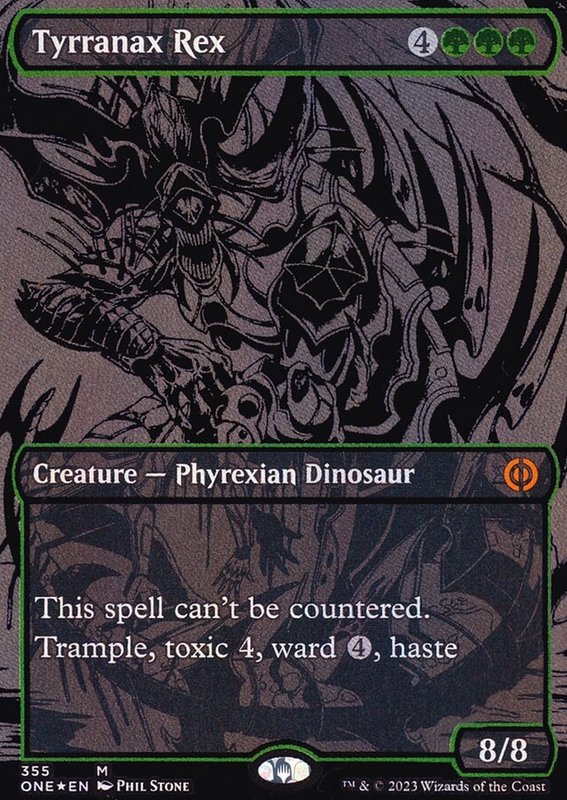 Tyrranax Rex 4
Creature — Phyrexian Dinosaur
This spell can't be countered.
Trample, toxic 4, ward 4, haste
8/8
355 M
ONE★EN Phil Stone
™ & © 2023 Wizards of the Coast